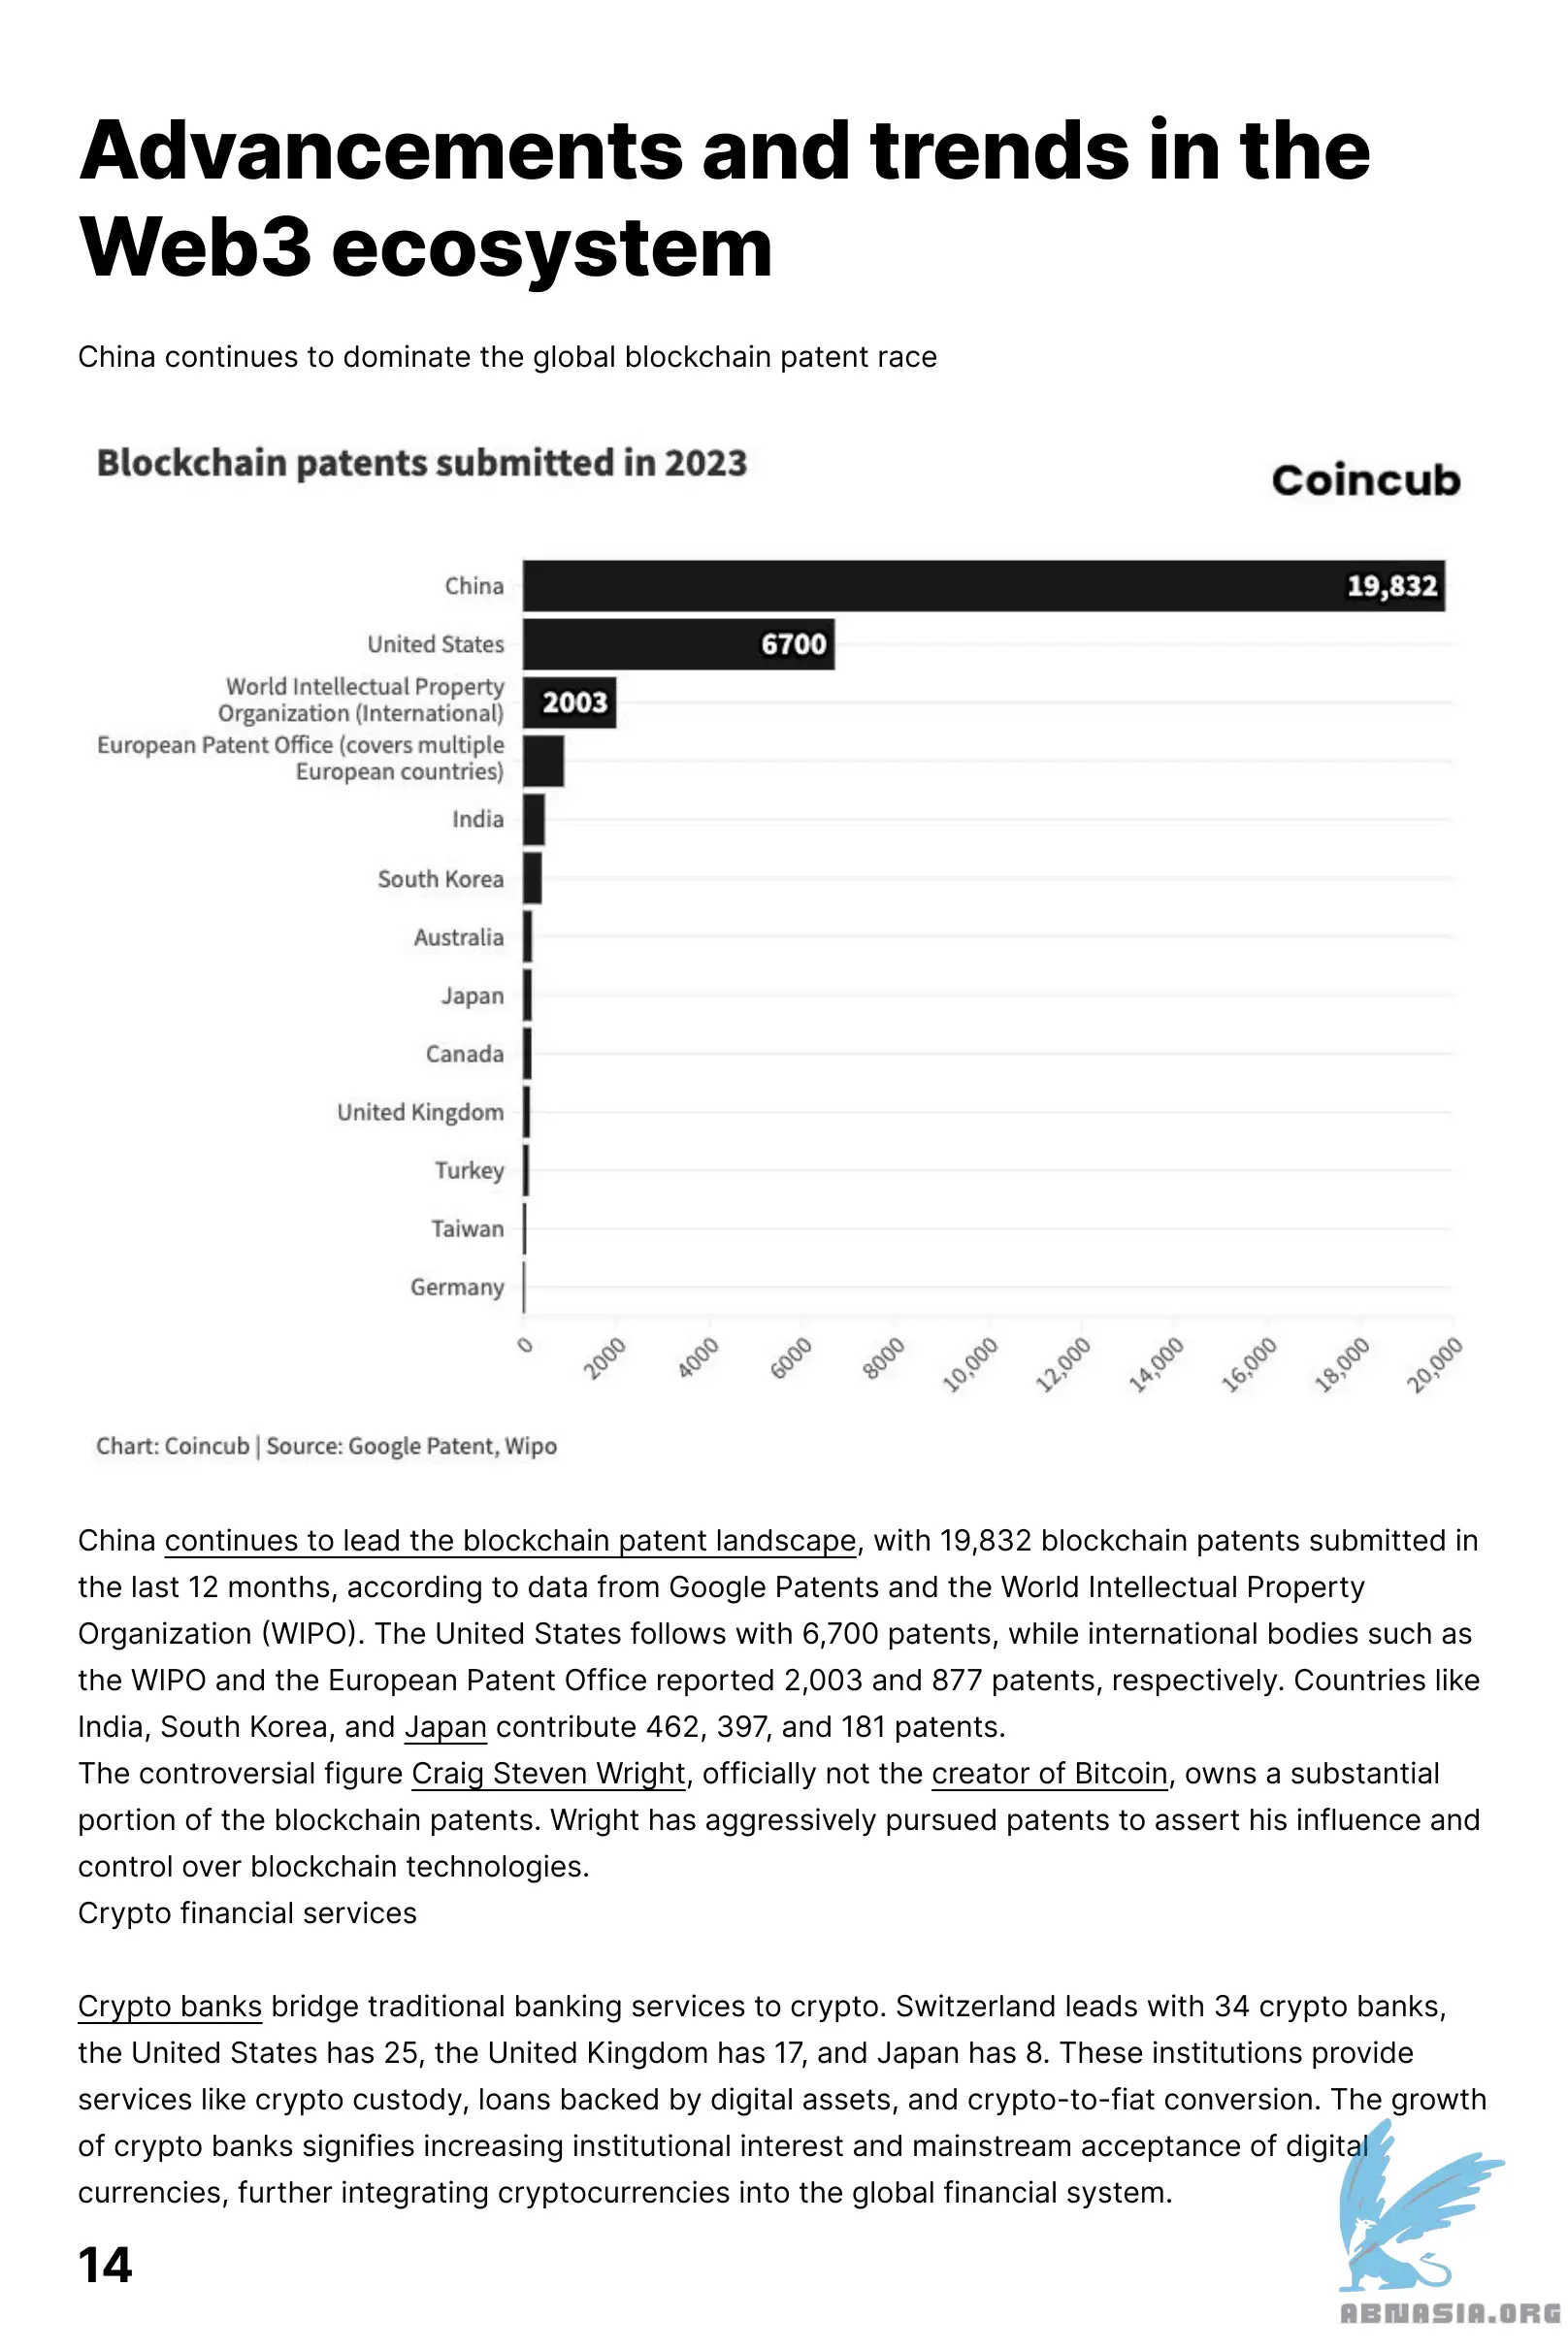 Advancements and trends in the
Web3 ecosystem
China continues to dominate the global blockchain patent race
Blockchain patents submitted in 2023
Coincub
China
19,832
United States
6700
World Intellectual Property
Organization (International)
2003
European Patent Office (covers multiple
European countries)
India
South Korea
Australia
Japan
Canada
United Kingdom
Turkey
Taiwan
Germany
0
2000
4000
6000
8000
10,000
12,000
14,000
16,000
18,000
20,000
Chart: Coincub | Source: Google Patent, Wipo
China continues to lead the blockchain patent landscape, with 19,832 blockchain patents submitted in
the last 12 months, according to data from Google Patents and the World Intellectual Property
Organization (WIPO). The United States follows with 6,700 patents, while international bodies such as
the WIPO and the European Patent Office reported 2,003 and 877 patents, respectively. Countries like
India, South Korea, and Japan contribute 462, 397, and 181 patents.
The controversial figure Craig Steven Wright, officially not the creator of Bitcoin, owns a substantial
portion of the blockchain patents. Wright has aggressively pursued patents to assert his influence and
control over blockchain technologies.
Crypto financial services
Crypto banks bridge traditional banking services to crypto. Switzerland leads with 34 crypto banks,
the United States has 25, the United Kingdom has 17, and Japan has 8. These institutions provide
services like crypto custody, loans backed by digital assets, and crypto-to-fiat conversion. The growth
of crypto banks signifies increasing institutional interest and mainstream acceptance of digital
currencies, further integrating cryptocurrencies into the global financial system.
14
ABNASIA.ORG